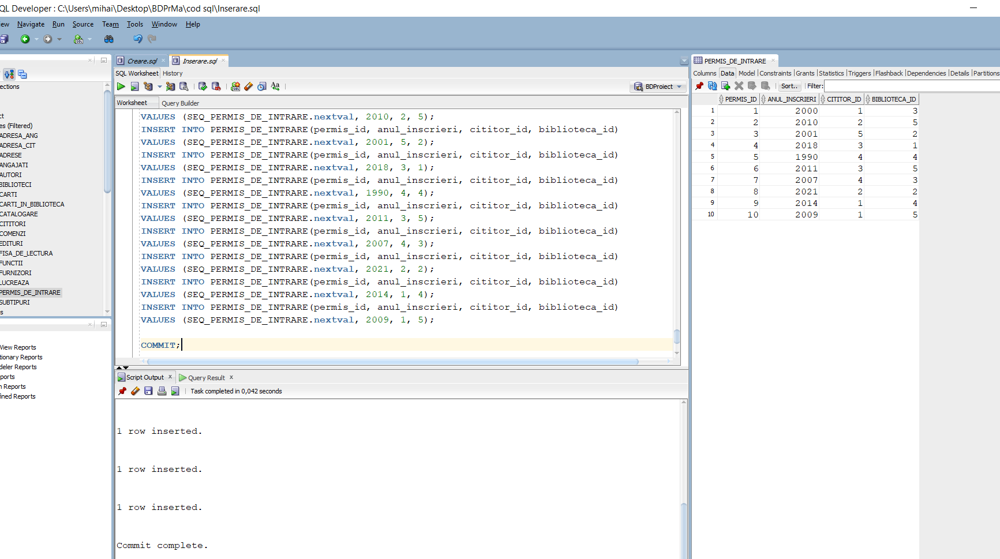 QL Developer : C:\Users\mihai\Desktop\BDPrMa\cod sql\Inserare.sql
ew Navigate Run Source Team Tools Window Help
Creare.sql
Inserare.sql
SQL Worksheet History
BDProiect
Worksheet Query Builder
VALUES (SEQ_PERMIS_DE_INTRARE.nextval, 2010, 2, 5);
INSERT INTO PERMIS_DE_INTRARE(permis_id, anul_inscrieri, cititor_id, biblioteca_id)
VALUES (SEQ_PERMIS_DE_INTRARE.nextval, 2001, 5, 2);
INSERT INTO PERMIS_DE_INTRARE(permis_id, anul_inscrieri, cititor_id, biblioteca_id)
VALUES (SEQ_PERMIS_DE_INTRARE.nextval, 2018, 3, 1);
INSERT INTO PERMIS_DE_INTRARE(permis_id, anul_inscrieri, cititor_id, biblioteca_id)
VALUES (SEQ_PERMIS_DE_INTRARE.nextval, 1990, 4, 4);
INSERT INTO PERMIS_DE_INTRARE(permis_id, anul_inscrieri, cititor_id, biblioteca_id)
VALUES (SEQ_PERMIS_DE_INTRARE.nextval, 2011, 3, 5);
INSERT INTO PERMIS_DE_INTRARE(permis_id, anul_inscrieri, cititor_id, biblioteca_id)
VALUES (SEQ_PERMIS_DE_INTRARE.nextval, 2007, 4, 3);
INSERT INTO PERMIS_DE_INTRARE(permis_id, anul_inscrieri, cititor_id, biblioteca_id)
VALUES (SEQ_PERMIS_DE_INTRARE.nextval, 2021, 2, 2);
INSERT INTO PERMIS_DE_INTRARE(permis_id, anul_inscrieri, cititor_id, biblioteca_id)
VALUES (SEQ_PERMIS_DE_INTRARE.nextval, 2014, 1, 4);
INSERT INTO PERMIS_DE_INTRARE(permis_id, anul_inscrieri, cititor_id, biblioteca_id)
VALUES (SEQ_PERMIS_DE_INTRARE.nextval, 2009, 1, 5);
COMMIT;
Script Output
Query Result
Task completed in 0,042 seconds
1 row inserted.
1 row inserted.
1 row inserted.
Commit complete.
ections
ct
es (Filtered)
ADRESA_ANG
ADRESA_CIT
ADRESE
ANGAJATI
AUTORI
BIBLIOTECI
CARTI
CARTI_IN_BIBLIOTECA
CATALOGARE
CITITORI
COMENZI
EDITURI
FISA_DE_LECTURA
FUNCTII
FURNIZORI
LUCREAZA
PERMIS_DE_INTRARE
SUBTIPURI
s
View Reports
tionary Reports
deler Reports
ports
n Reports
fined Reports
PERMIS_DE_INTRARE
Columns Data Model Constraints Grants Statistics Triggers Flashback Dependencies Details Partitions
Sort.. Filter:
PERMIS_ID ANUL_INSCRIERI CITITOR_ID BIBLIOTECA_ID
1 1 2000 1 3
2 2 2010 2 5
3 3 2001 5 2
4 4 2018 3 1
5 5 1990 4 4
6 6 2011 3 5
7 7 2007 4 3
8 8 2021 2 2
9 9 2014 1 4
10 10 2009 1 5